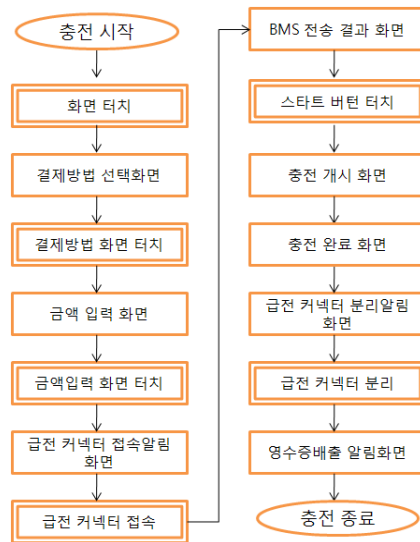 충전 시작
화면 터치
결제방법 선택화면
결제방법 화면 터치
금액 입력 화면
금액입력 화면 터치
급전 커넥터 접속알림
화면
급전 커넥터 접속
BMS 전송 결과 화면
스타트 버턴 터치
충전 개시 화면
충전 완료 화면
급전 커넥터 분리알림
화면
급전 커넥터 분리
영수증배출 알림화면
충전 종료